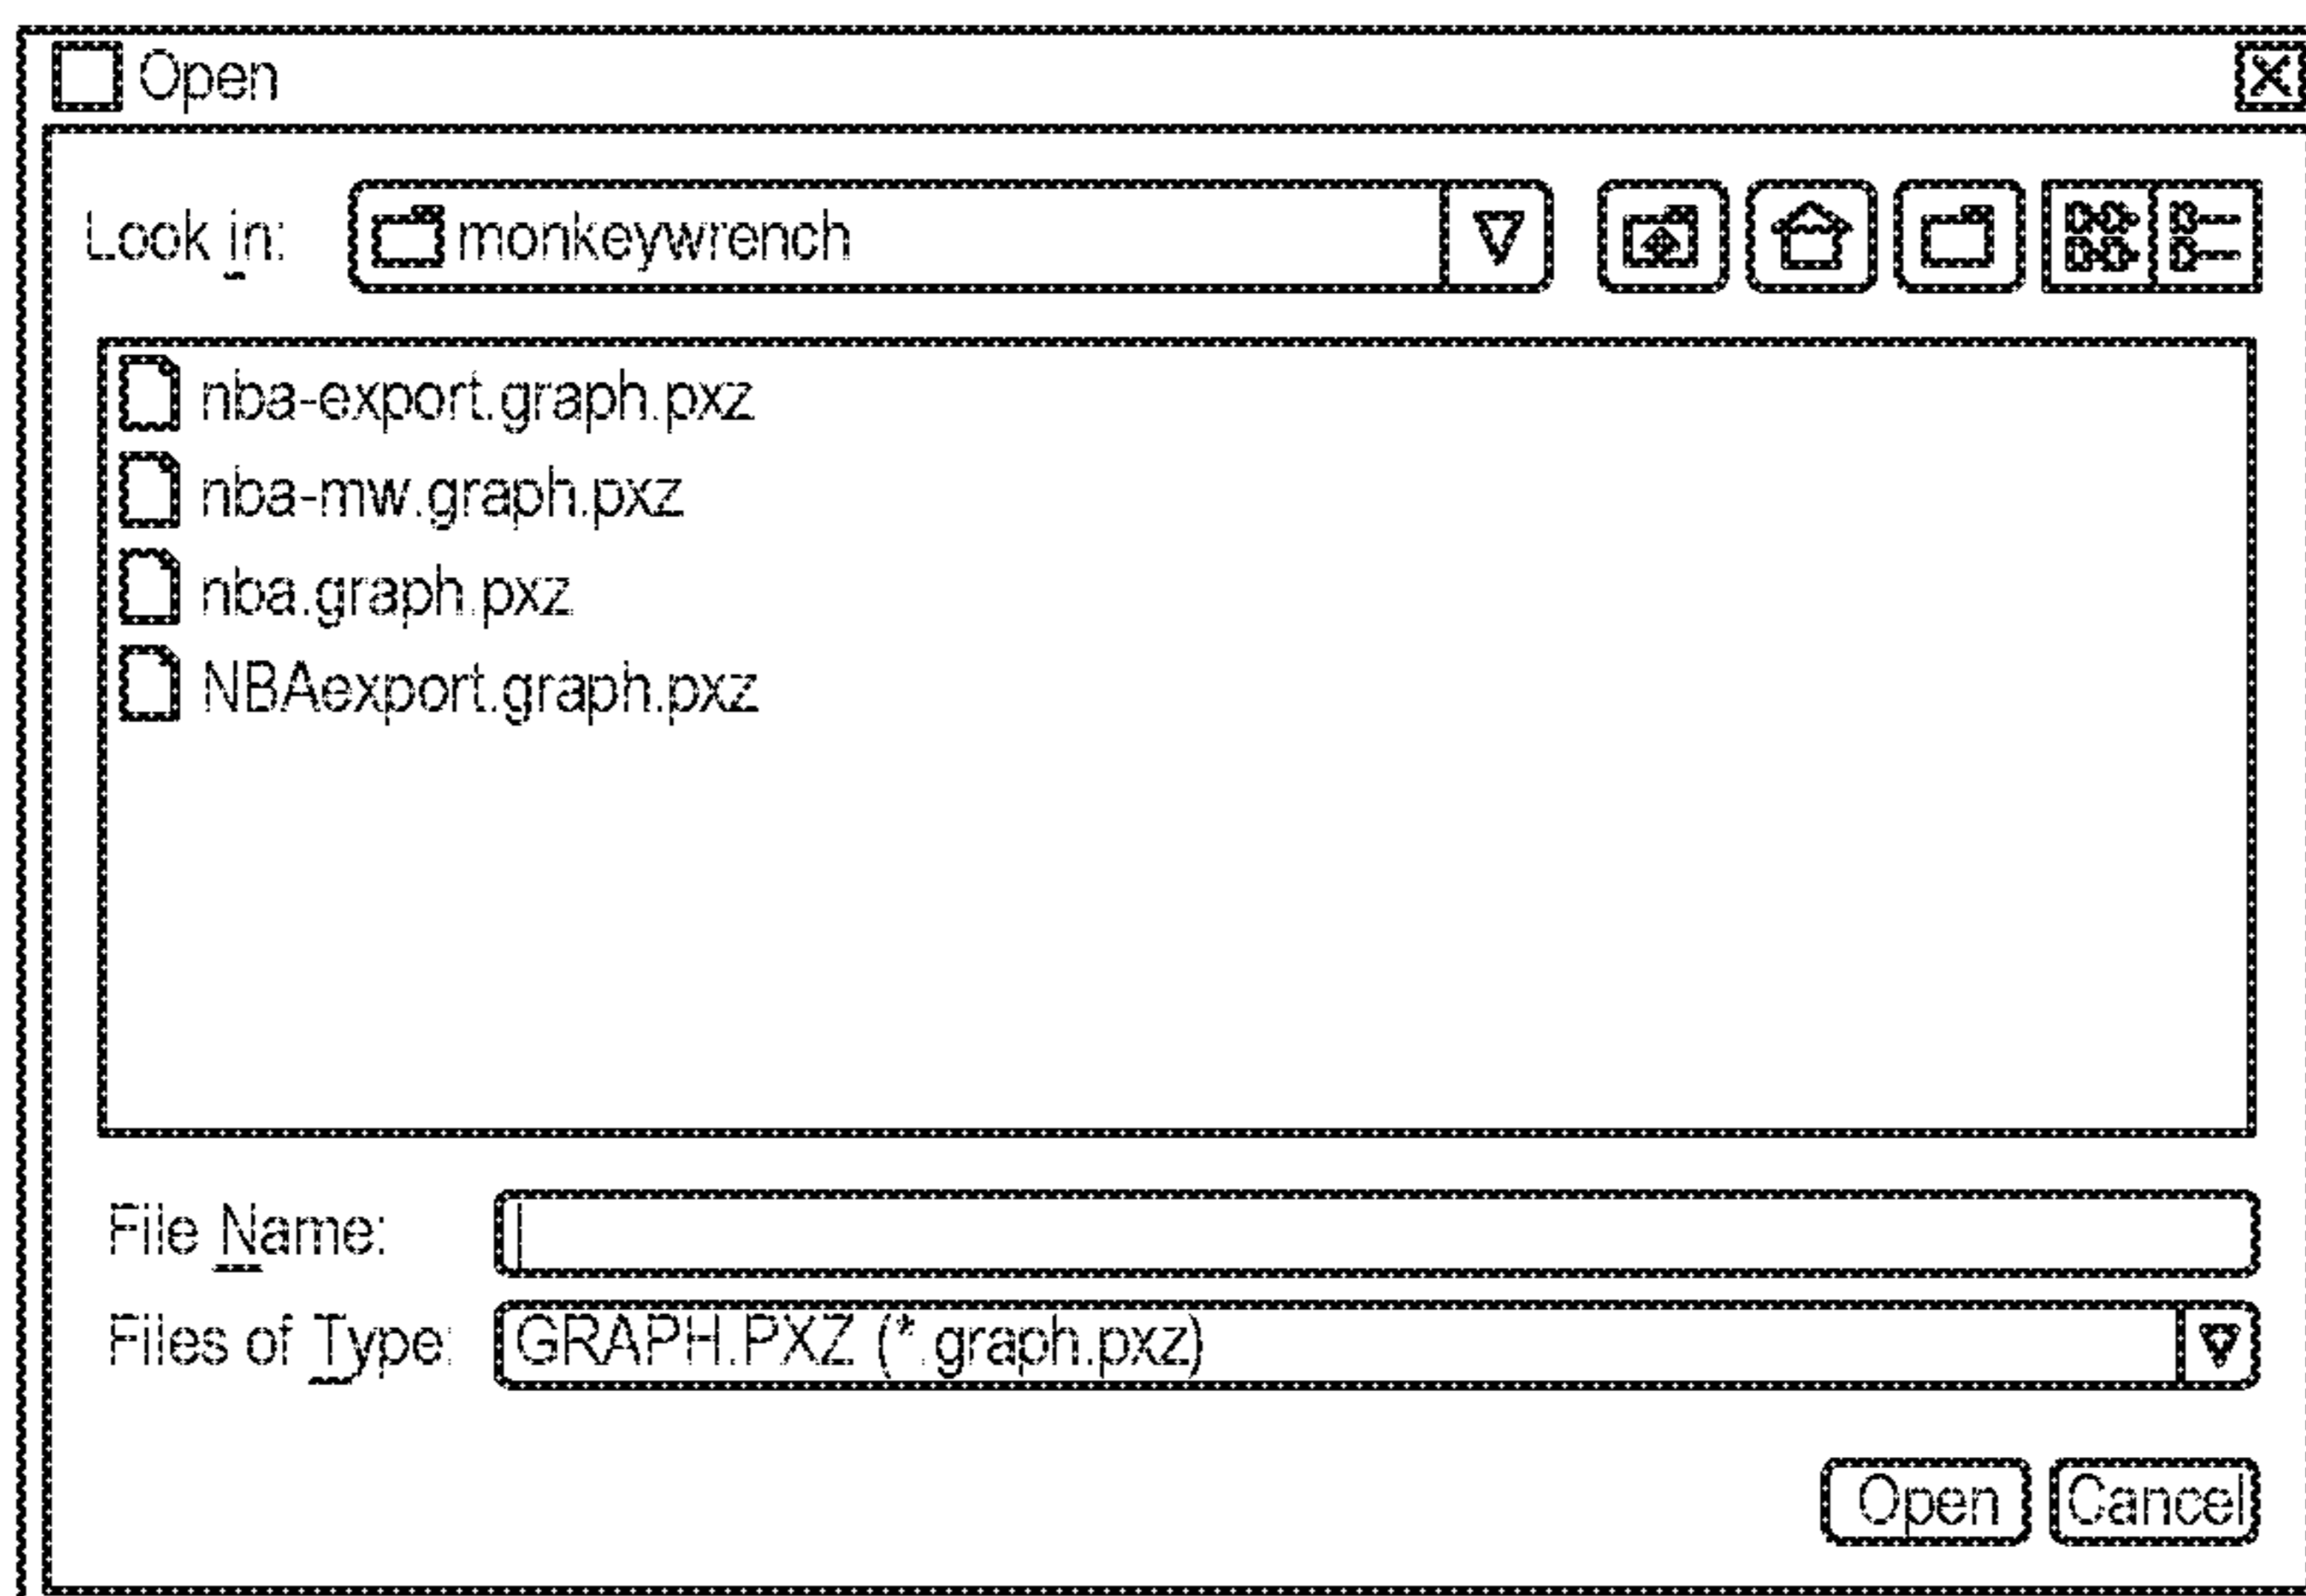 Open
Look in: monkeywrench
nba-export.graph.pxz
nba-mw.graph.pxz
nba.graph.pxz
NBAexport.graph.pxz
File Name:
Files of Type: GRAPH.PXZ (*.graph.pxz)
Open Cancel